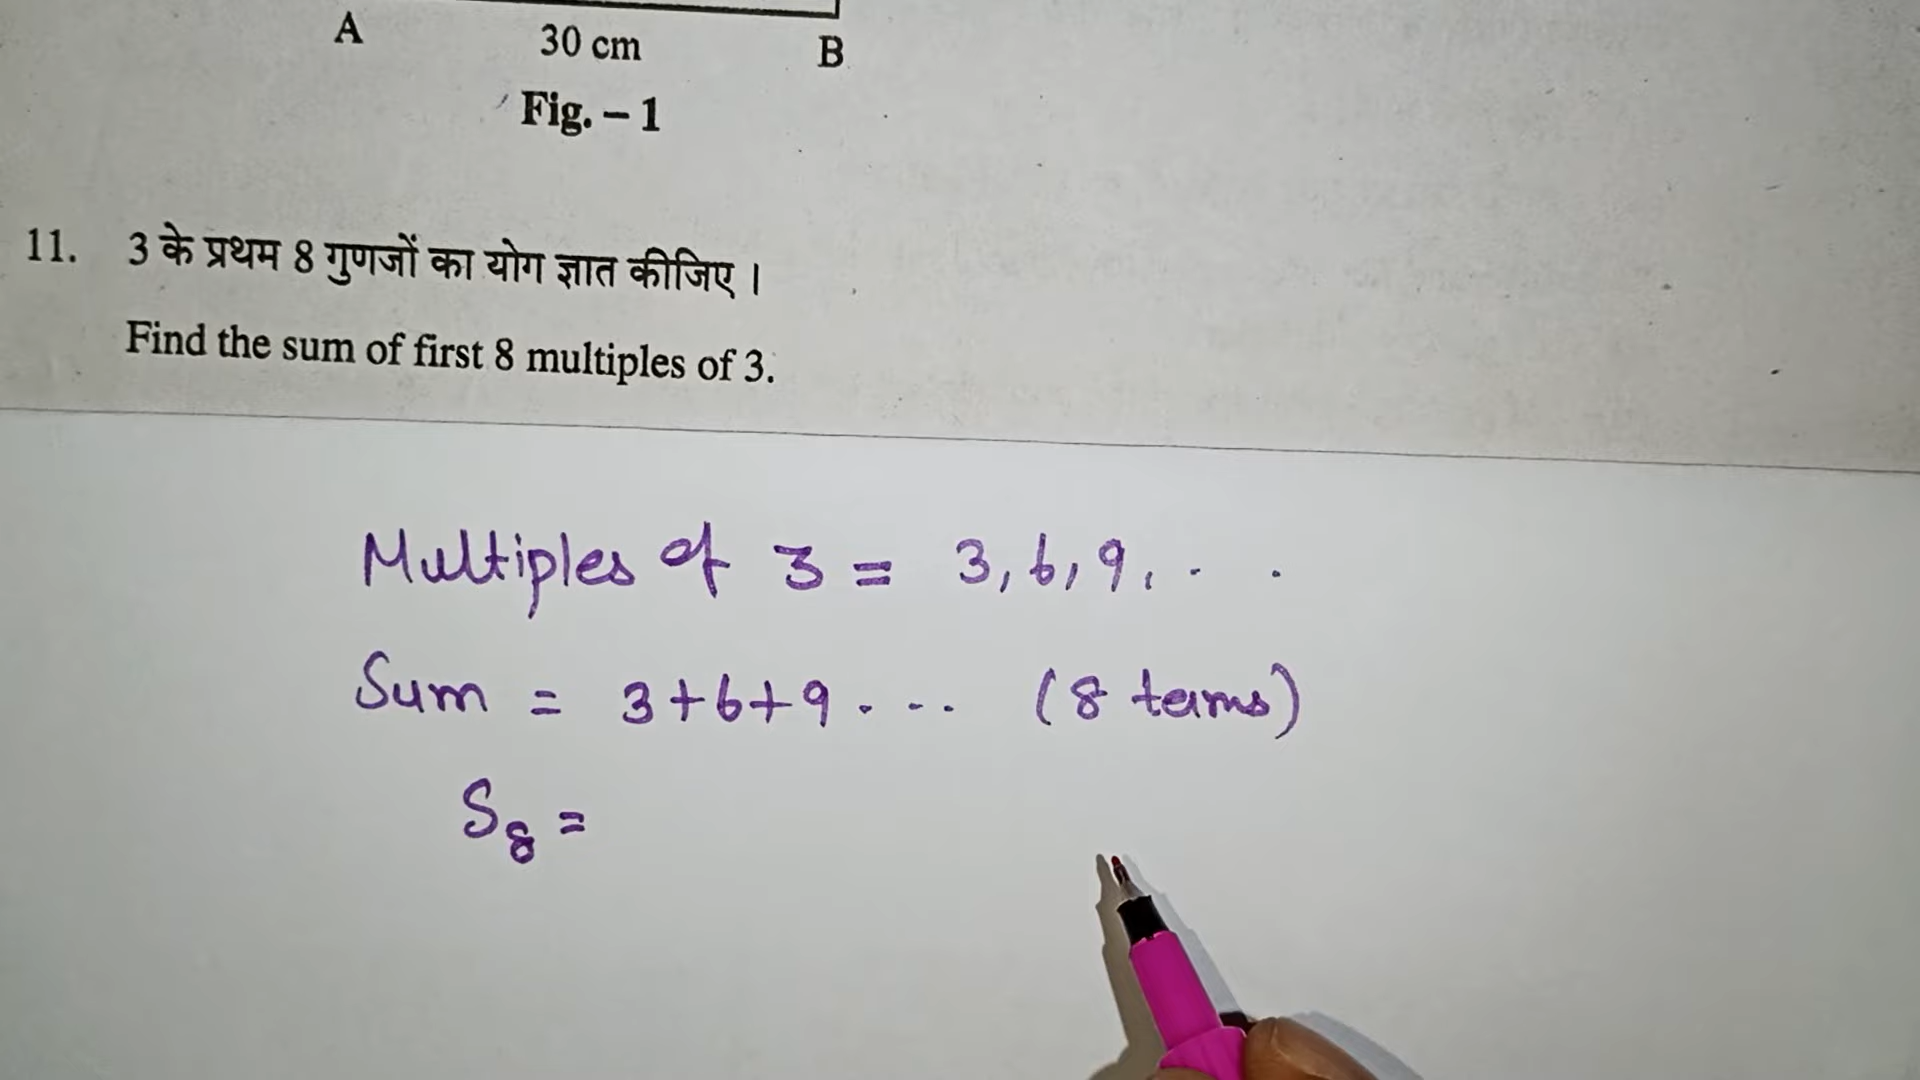 A 30 cm B
Fig. – 1
11. 3 के प्रथम 8 गुणजों का योग ज्ञात कीजिए ।
Find the sum of first 8 multiples of 3.
Multiples of 3 = 3, 6, 9, . .
Sum = 3+6+9 . . . . (8 terms)
S8 =